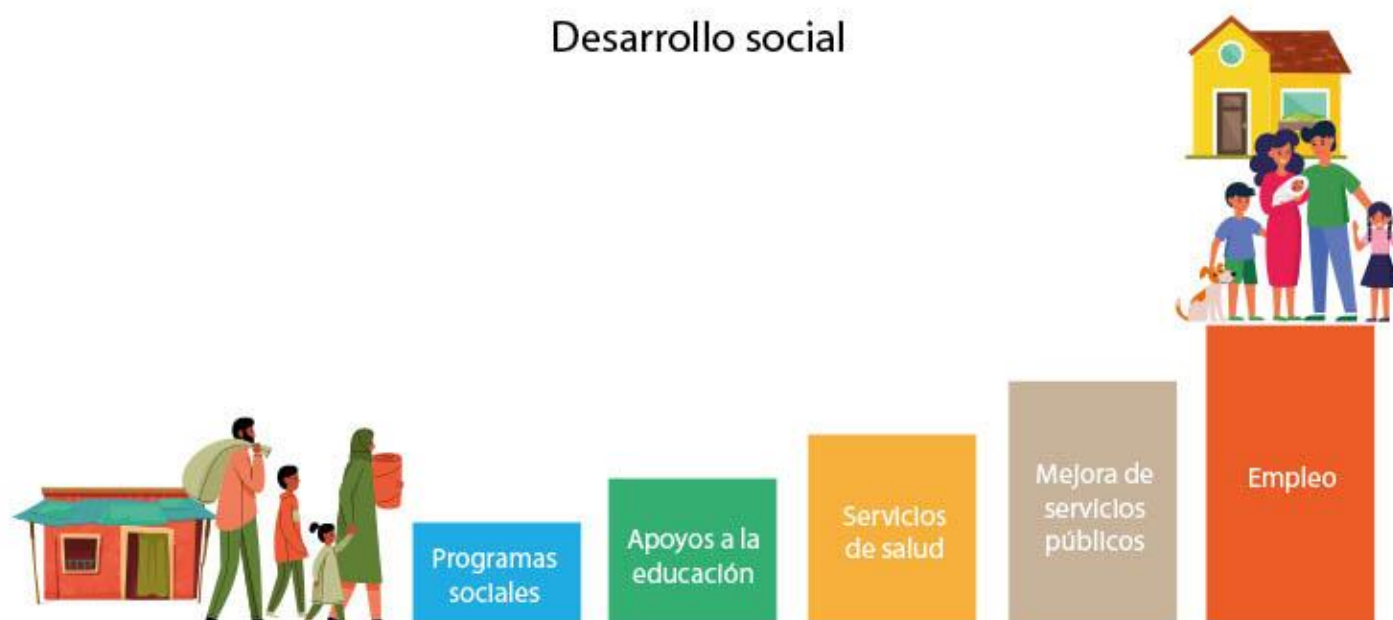 Desarrollo social
Programas
sociales
Apoyos a la
educación
Servicios
de salud
Mejora de
servicios
públicos
Empleo